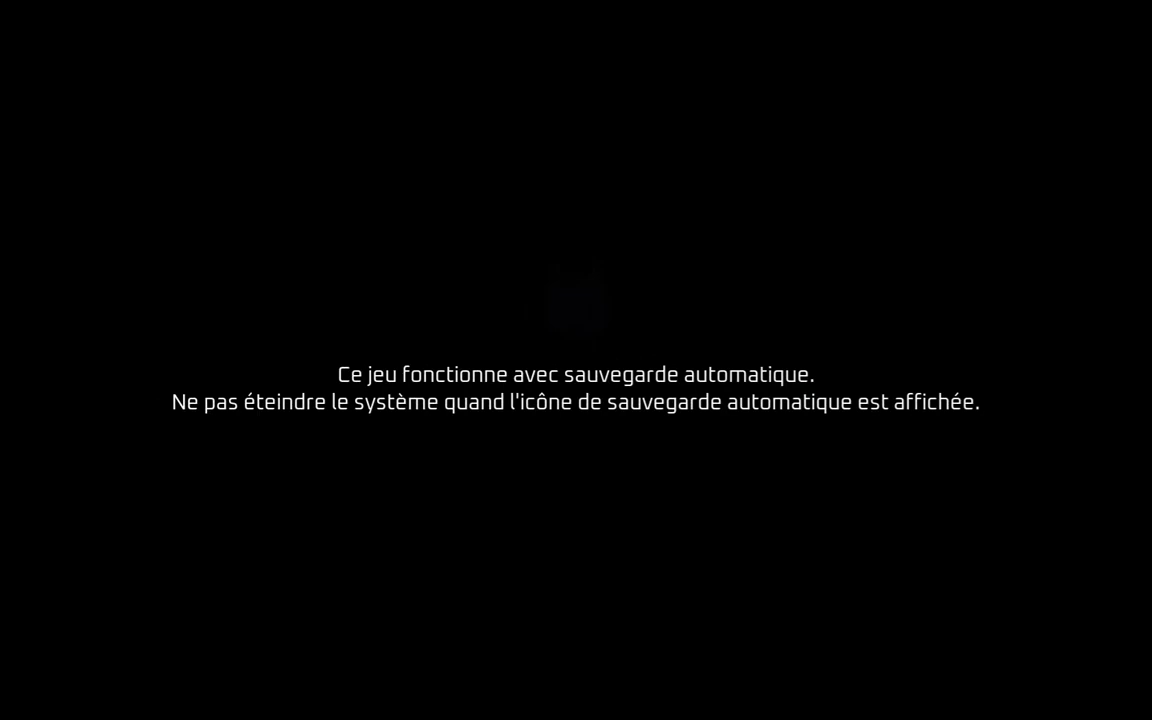 Ce jeu fonctionne avec sauvegarde automatique.
Ne pas éteindre le système quand l'icône de sauvegarde automatique est affichée.